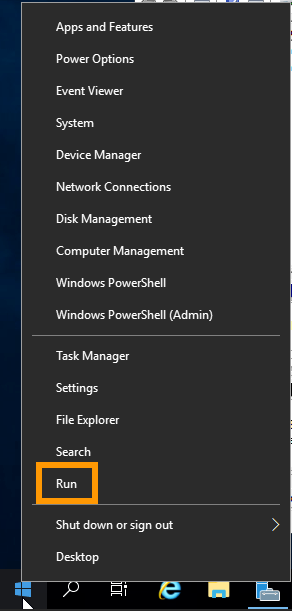 Apps and Features
Power Options
Event Viewer
System
Device Manager
Network Connections
Disk Management
Computer Management
Windows PowerShell
Windows PowerShell (Admin)
Task Manager
Settings
File Explorer
Search
Run
Shut down or sign out
Desktop